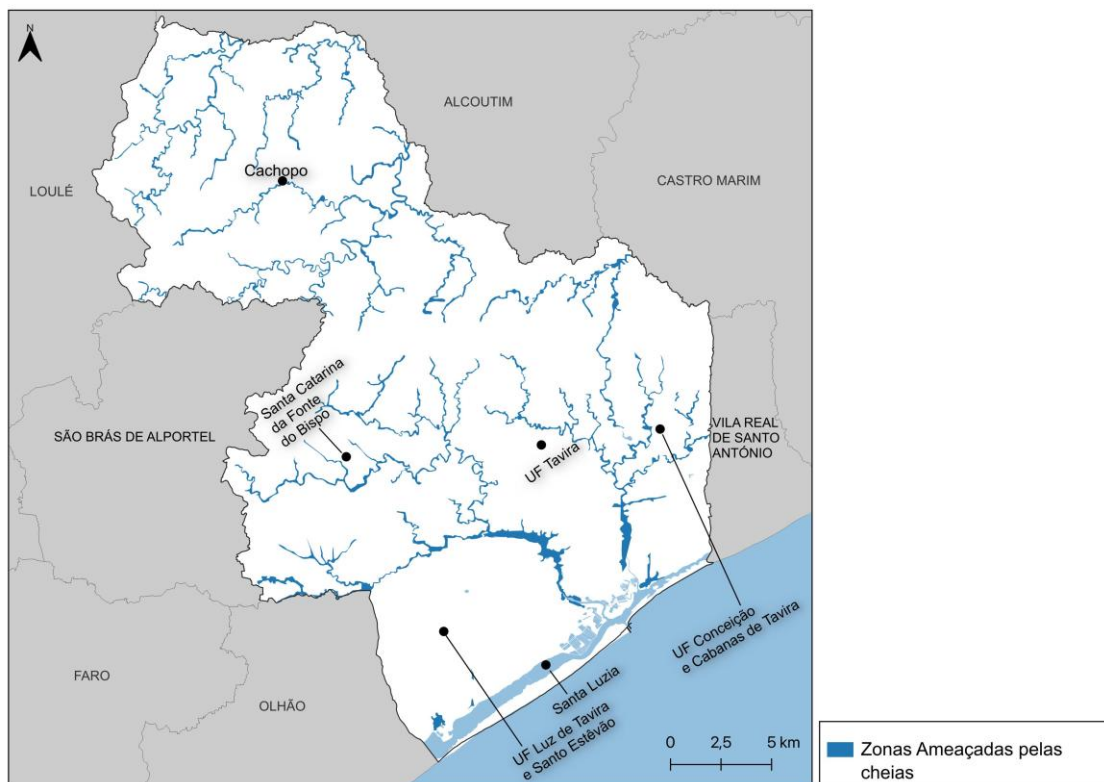 N
ALCOUTIM
Cachopo
CASTRO MARIM
LOULÉ
Santa Catarina
da Fonte
do Bispo
SÃO BRÁS DE ALPORTEL
VILA REAL
DE SANTO
ANTÓNIO
UF Tavira
UF Conceição
e Cabanas de Tavira
FARO
OLHÃO
Santa Luzia
UF Luz de Tavira
e Santo Estêvão
0 2,5 5 km
Zonas Ameaçadas pelas
cheias